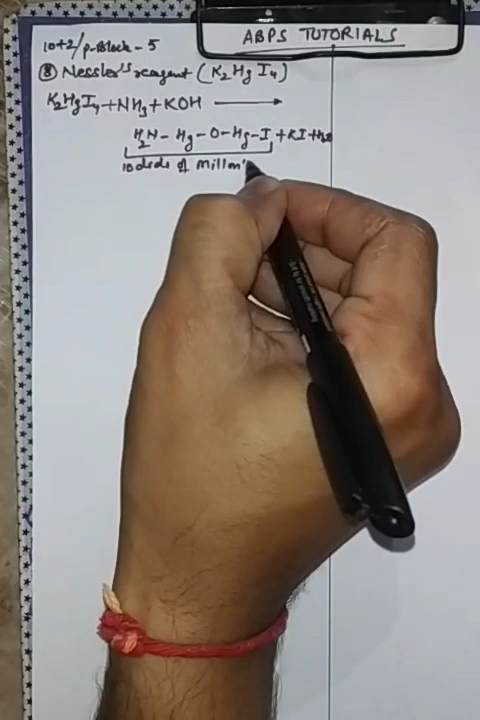 ABPS TUTORIALS
10+2/p-Block-5
⑧ Nessler's reagent (K₂HgI₄)
K₂HgI₄+NH₃+KOH ⟶
H₂N-Hg-O-Hg-I+KI+H₂O
Iodide of Millon's